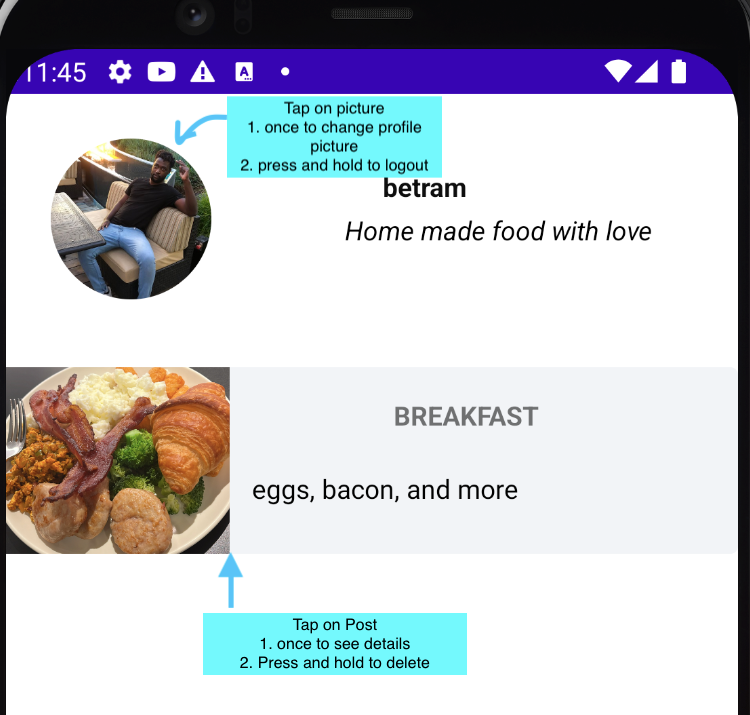 11:45
Tap on picture
1. once to change profile
picture
2. press and hold to logout
betram
Home made food with love
BREAKFAST
eggs, bacon, and more
Tap on Post
1. once to see details
2. Press and hold to delete